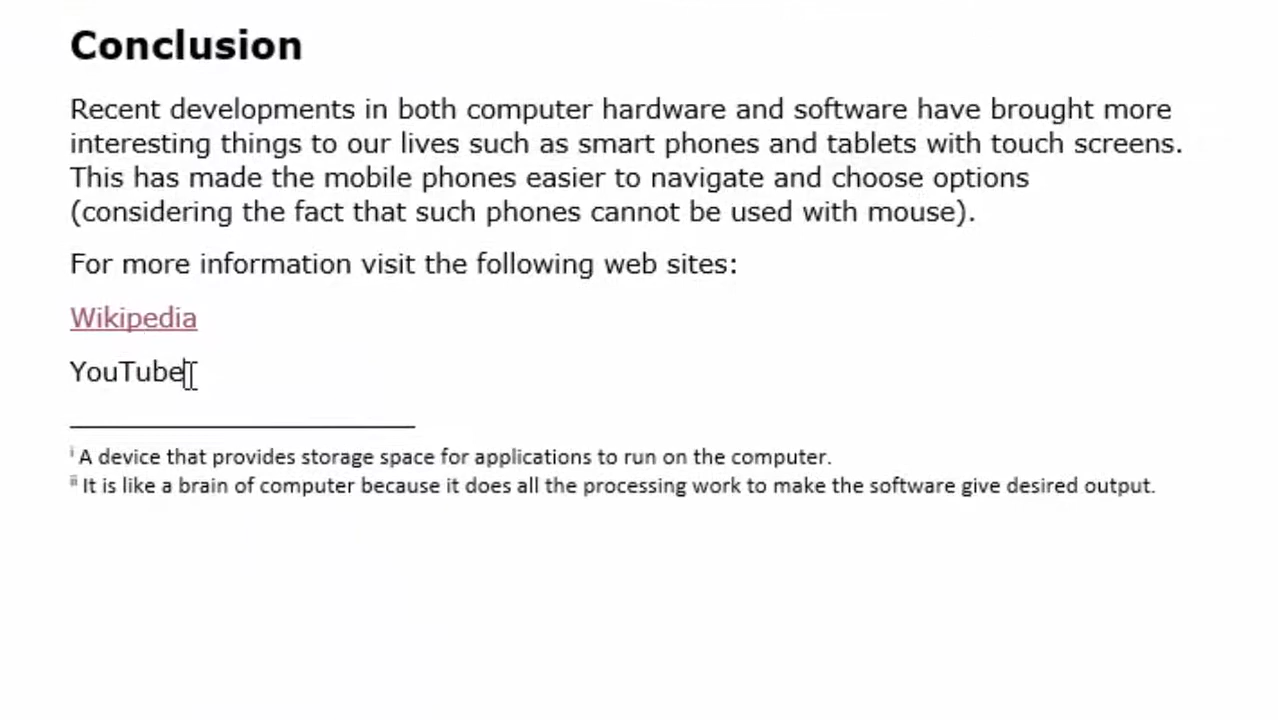 Conclusion
Recent developments in both computer hardware and software have brought more
interesting things to our lives such as smart phones and tablets with touch screens.
This has made the mobile phones easier to navigate and choose options
(considering the fact that such phones cannot be used with mouse).
For more information visit the following web sites:
Wikipedia
YouTube
i A device that provides storage space for applications to run on the computer.
ii It is like a brain of computer because it does all the processing work to make the software give desired output.